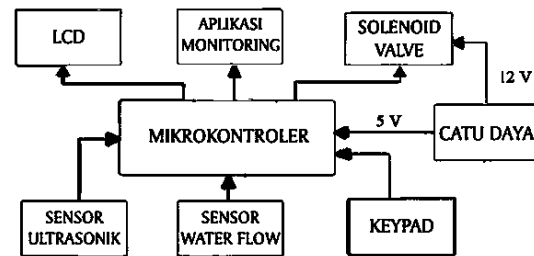 LCD
APLIKASI
MONITORING
SOLENOID
VALVE
12 V
MIKROKONTROLER
5 V
CATU DAYA
SENSOR
ULTRASONIK
SENSOR
WATER FLOW
KEYPAD